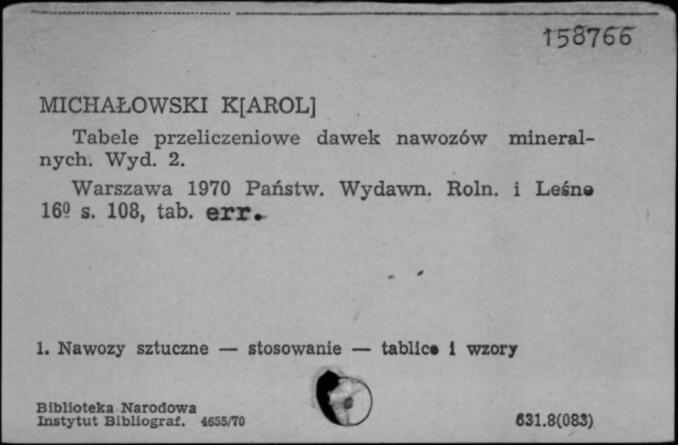 158766
MICHAŁOWSKI K[AROL]
Tabele przeliczeniowe dawek nawozów mineral-
nych. Wyd. 2.
Warszawa 1970 Państw. Wydawn. Roln. i Leśne
16º s. 108, tab. err.
1. Nawozy sztuczne — stosowanie — tablice i wzory
Biblioteka Narodowa
Instytut Bibliograf. 4655/70
631.8(083)